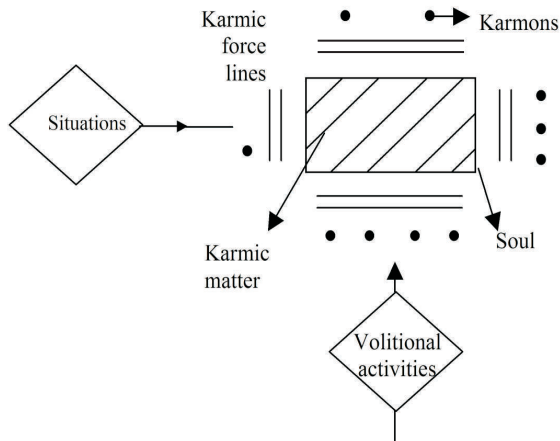 Karmic
force
lines
Karmons
Situations
Karmic
matter
Soul
Volitional
activities